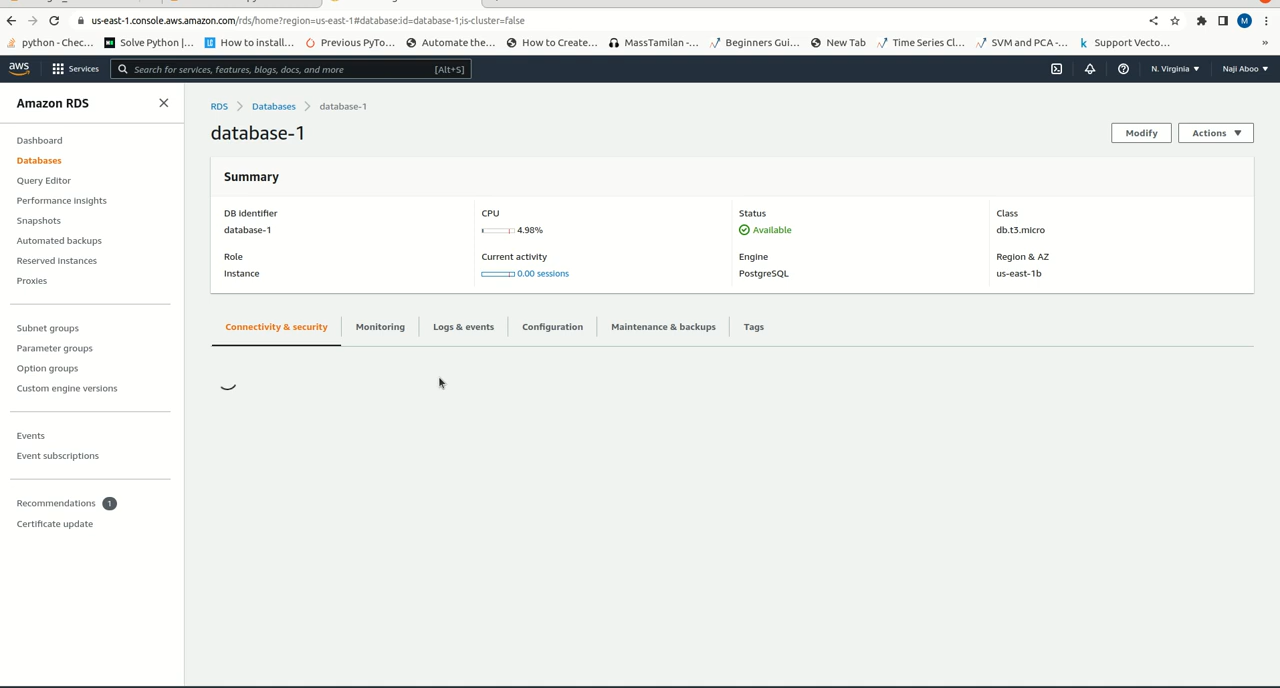 us-east-1.console.aws.amazon.com/rds/home?region=us-east-1#database:id=database-1;is-cluster=false
M
python - Chec...
Solve Python |...
How to install...
Previous PyTo...
Automate the...
How to Create...
MassTamilan -...
Beginners Gui...
New Tab
Time Series Cl...
SVM and PCA -...
Support Vecto...
»
aws
Services
Search for services, features, blogs, docs, and more
[Alt+S]
N. Virginia
Naji Aboo
Amazon RDS
Dashboard
Databases
Query Editor
Performance insights
Snapshots
Automated backups
Reserved instances
Proxies
Subnet groups
Parameter groups
Option groups
Custom engine versions
Events
Event subscriptions
Recommendations 1
Certificate update
RDS > Databases > database-1
database-1
Modify
Actions
Summary
DB identifier
database-1
CPU
4.98%
Status
Available
Class
db.t3.micro
Role
Instance
Current activity
0.00 sessions
Engine
PostgreSQL
Region & AZ
us-east-1b
Connectivity & security
Monitoring
Logs & events
Configuration
Maintenance & backups
Tags